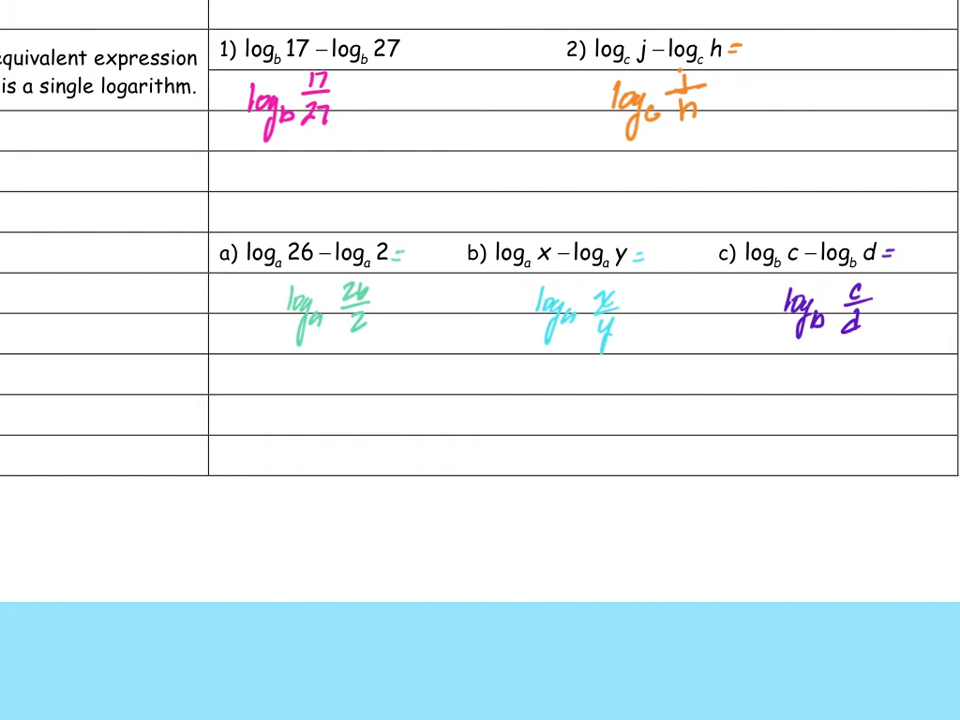 equivalent expression
is a single logarithm.
1) log_b 17 – log_b 27
2) log_c j – log_c h =
log_b 17/27
log_c j/h
a) log_a 26 – log_a 2 =
b) log_a x – log_a y =
c) log_b c – log_b d =
log_a 26/2
log_a x/y
log_b c/d